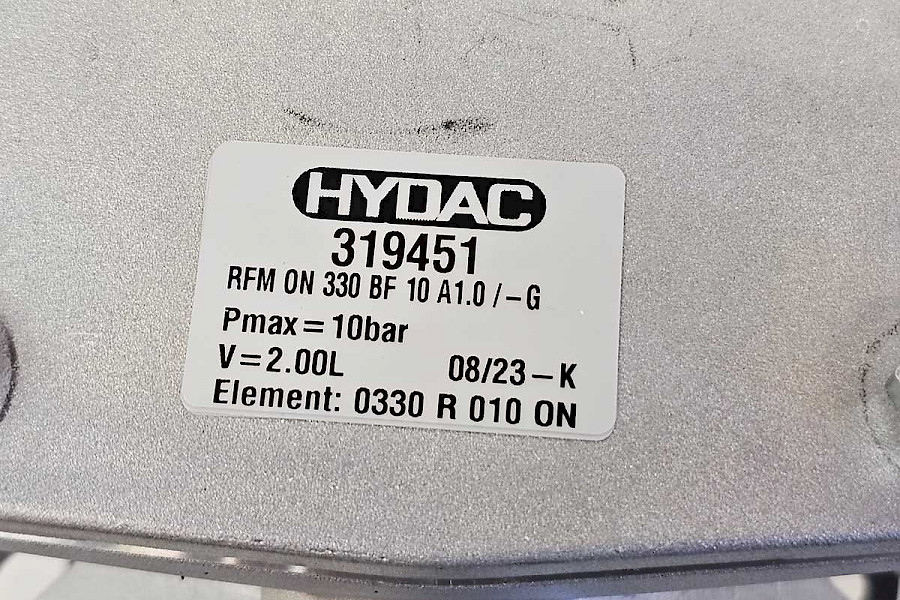 HYDAC
319451
RFM ON 330 BF 10 A1.0 / -G
Pmax = 10bar
V = 2.00L 08/23 - K
Element: 0330 R 010 ON